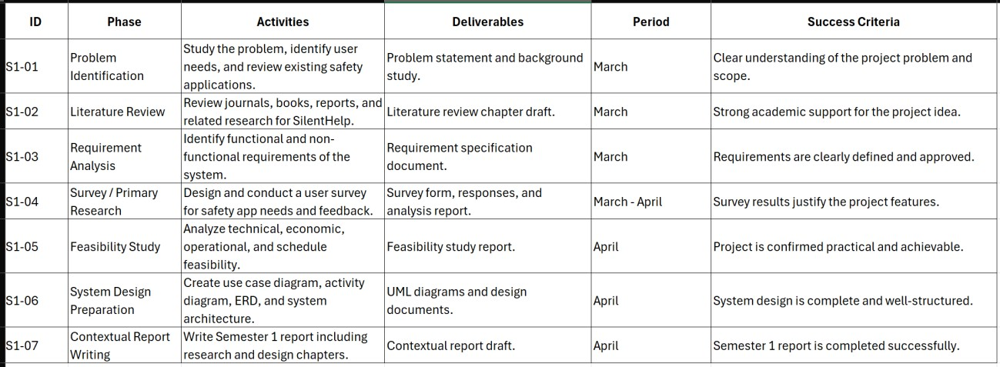 ID Phase Activities Deliverables Period Success Criteria
S1-01
Problem
Identification
Study the problem, identify user
needs, and review existing safety
applications.
Problem statement and background
study.
March
Clear understanding of the project problem and
scope.
S1-02
Literature Review
Review journals, books, reports, and
related research for SilentHelp.
Literature review chapter draft.
March
Strong academic support for the project idea.
S1-03
Requirement
Analysis
Identify functional and non-
functional requirements of the
system.
Requirement specification
document.
March
Requirements are clearly defined and approved.
S1-04
Survey / Primary
Research
Design and conduct a user survey
for safety app needs and feedback.
Survey form, responses, and
analysis report.
March - April
Survey results justify the project features.
S1-05
Feasibility Study
Analyze technical, economic,
operational, and schedule
feasibility.
Feasibility study report.
April
Project is confirmed practical and achievable.
S1-06
System Design
Preparation
Create use case diagram, activity
diagram, ERD, and system
architecture.
UML diagrams and design
documents.
April
System design is complete and well-structured.
S1-07
Contextual Report
Writing
Write Semester 1 report including
research and design chapters.
Contextual report draft.
April
Semester 1 report is completed successfully.